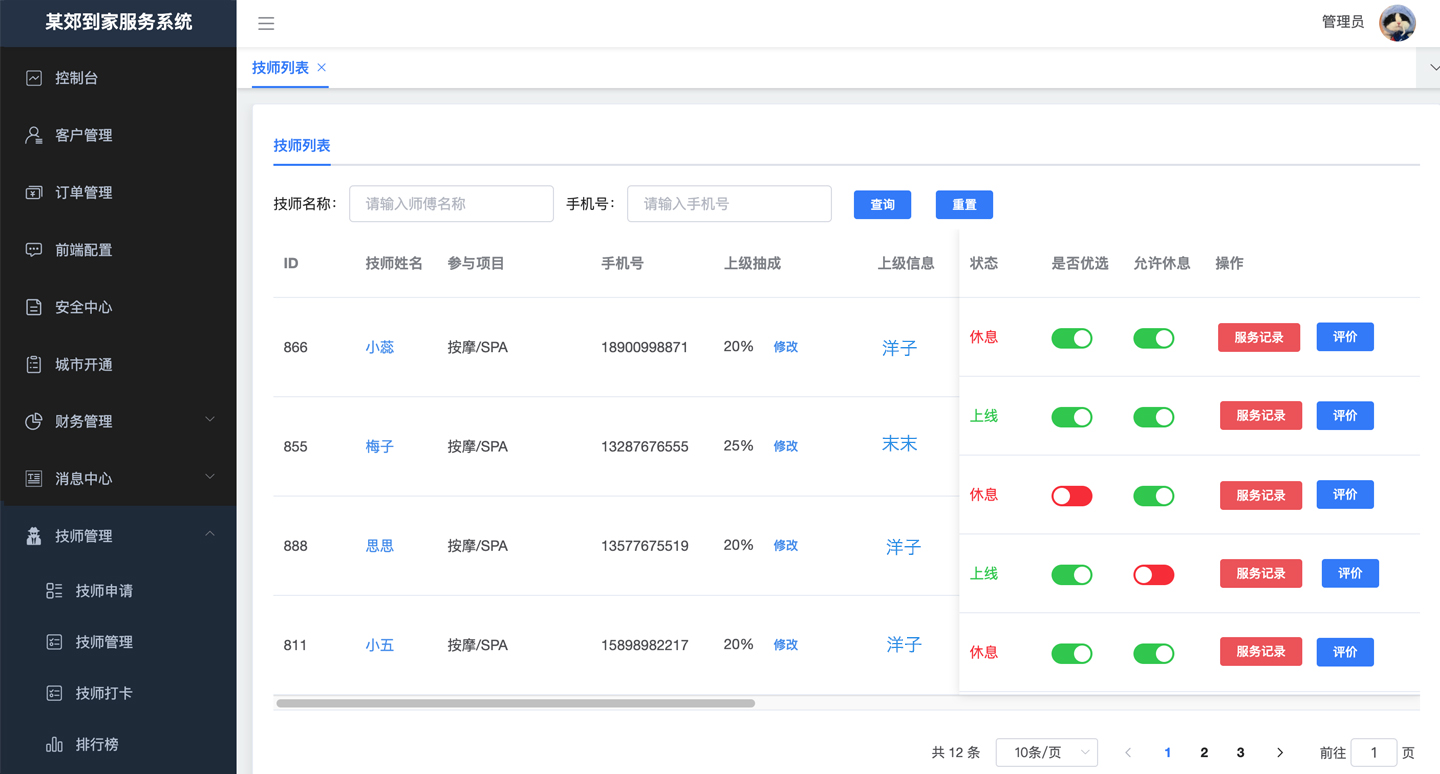 某郊到家服务系统
管理员
控制台
客户管理
订单管理
前端配置
安全中心
城市开通
财务管理
消息中心
技师管理
技师申请
技师管理
技师打卡
排行榜
技师列表
技师列表
技师名称： 请输入师傅名称 手机号： 请输入手机号 查询 重置
ID 技师姓名 参与项目 手机号 上级抽成 上级信息 状态 是否优选 允许休息 操作
866 小蕊 按摩/SPA 18900998871 20% 修改 洋子
855 梅子 按摩/SPA 13287676555 25% 修改 末末
888 思思 按摩/SPA 13577675519 20% 修改 洋子
811 小五 按摩/SPA 15898982217 20% 修改 洋子
休息 服务记录 评价
上线 服务记录 评价
休息 服务记录 评价
上线 服务记录 评价
休息 服务记录 评价
共 12 条 10条/页 1 2 3 前往 1 页